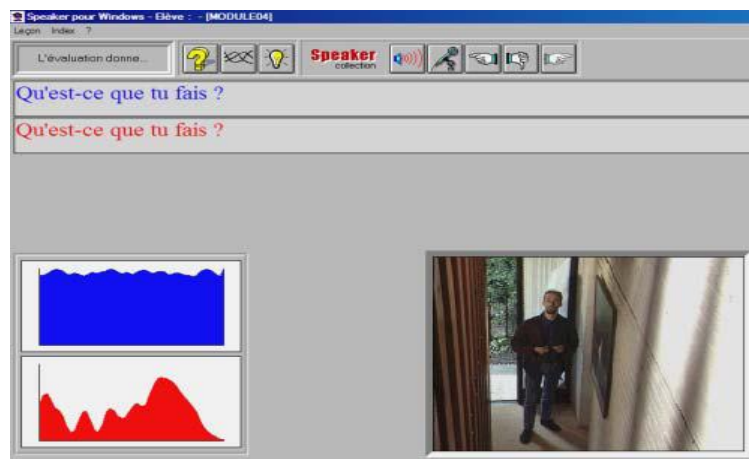 Speaker pour Windows - Elève : - [MODULE04]
Leçon Index ?
L'évaluation donne...
Speaker
collection
Qu'est-ce que tu fais ?
Qu'est-ce que tu fais ?